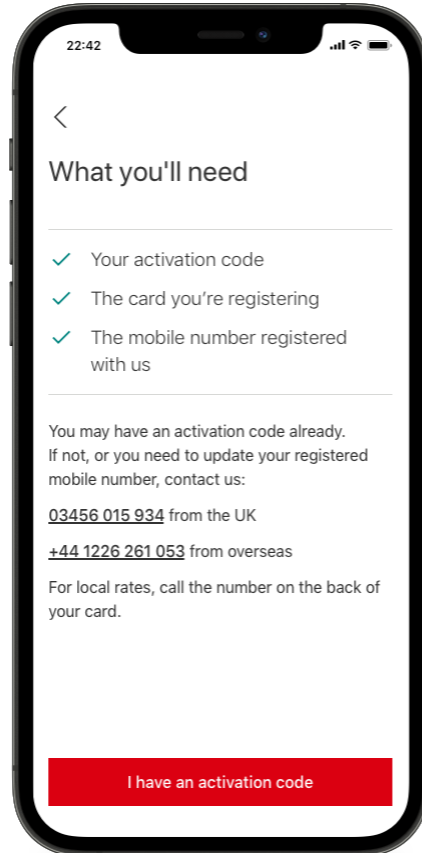 22:42
What you'll need
Your activation code
The card you’re registering
The mobile number registered
with us
You may have an activation code already.
If not, or you need to update your registered
mobile number, contact us:
03456 015 934 from the UK
+44 1226 261 053 from overseas
For local rates, call the number on the back of
your card.
I have an activation code